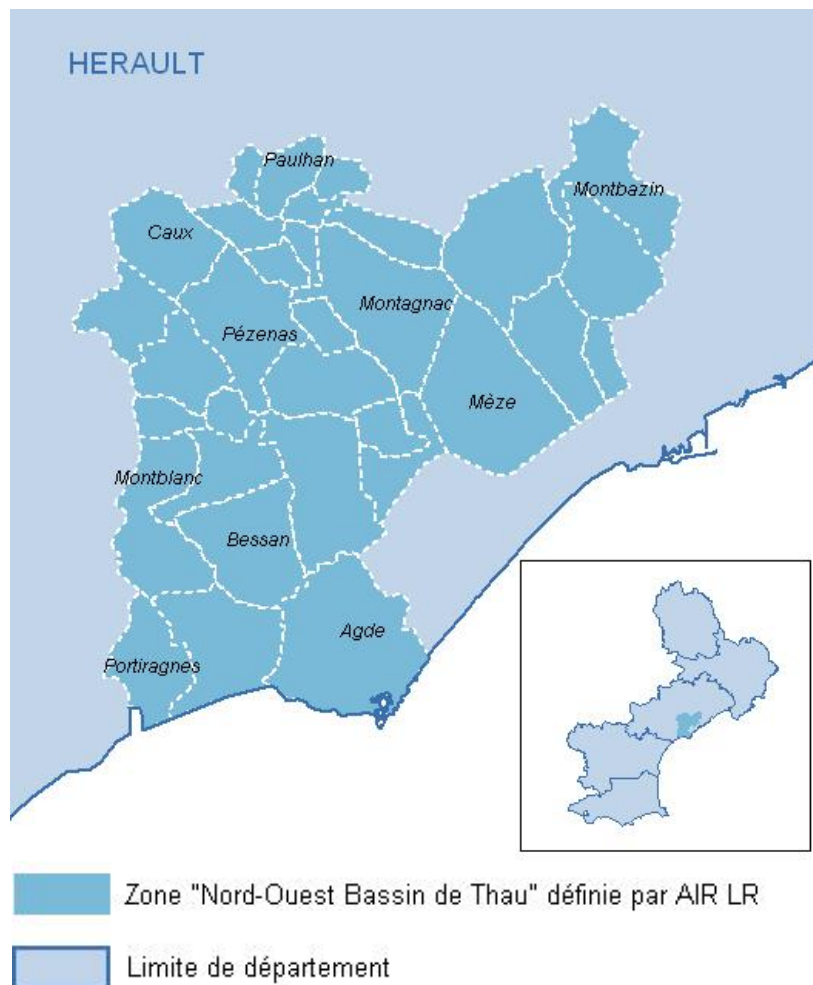 HERAULT
Paulhan
Montbazin
Caux
Montagnac
Pézenas
Mèze
Montblanc
Bessan
Agde
Portiragnes
Zone "Nord-Ouest Bassin de Thau" définie par AIR LR
Limite de département